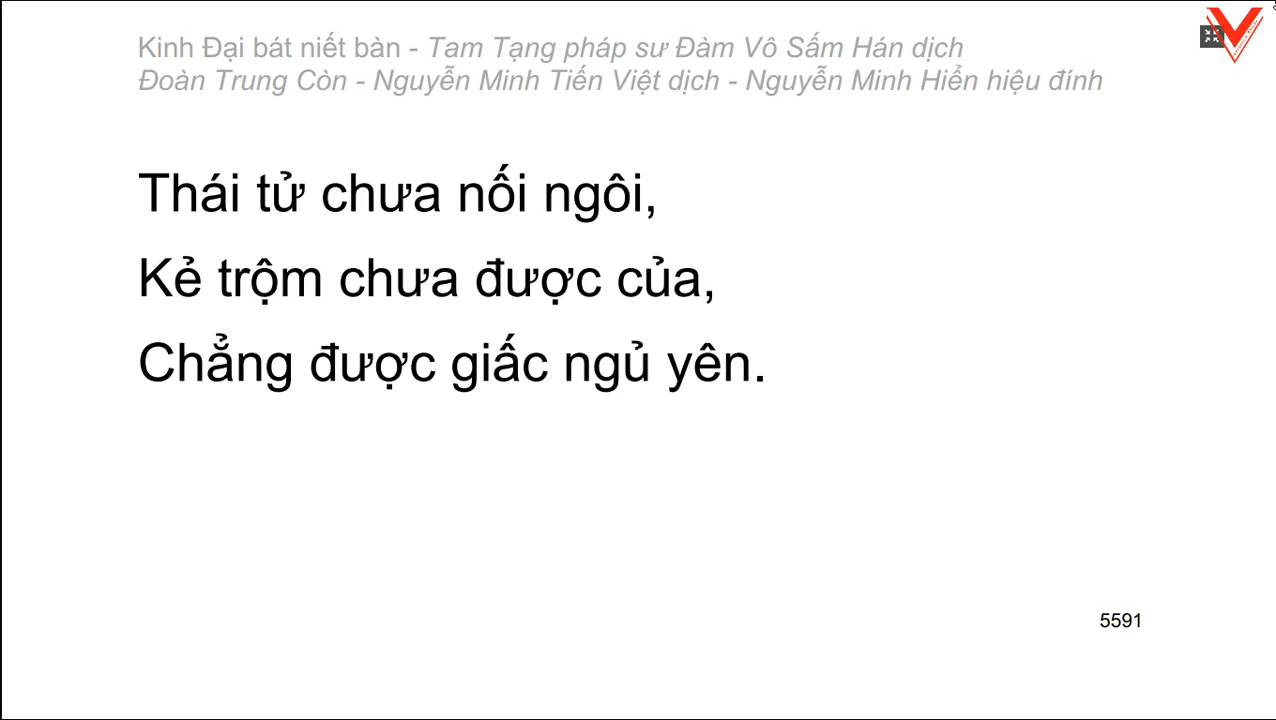 Kinh Đại bát niết bàn - Tam Tạng pháp sư Đàm Vô Sấm Hán dịch
Đoàn Trung Còn - Nguyễn Minh Tiến Việt dịch - Nguyễn Minh Hiển hiệu đính
Thái tử chưa nối ngôi,
Kẻ trộm chưa được của,
Chẳng được giấc ngủ yên.
5591